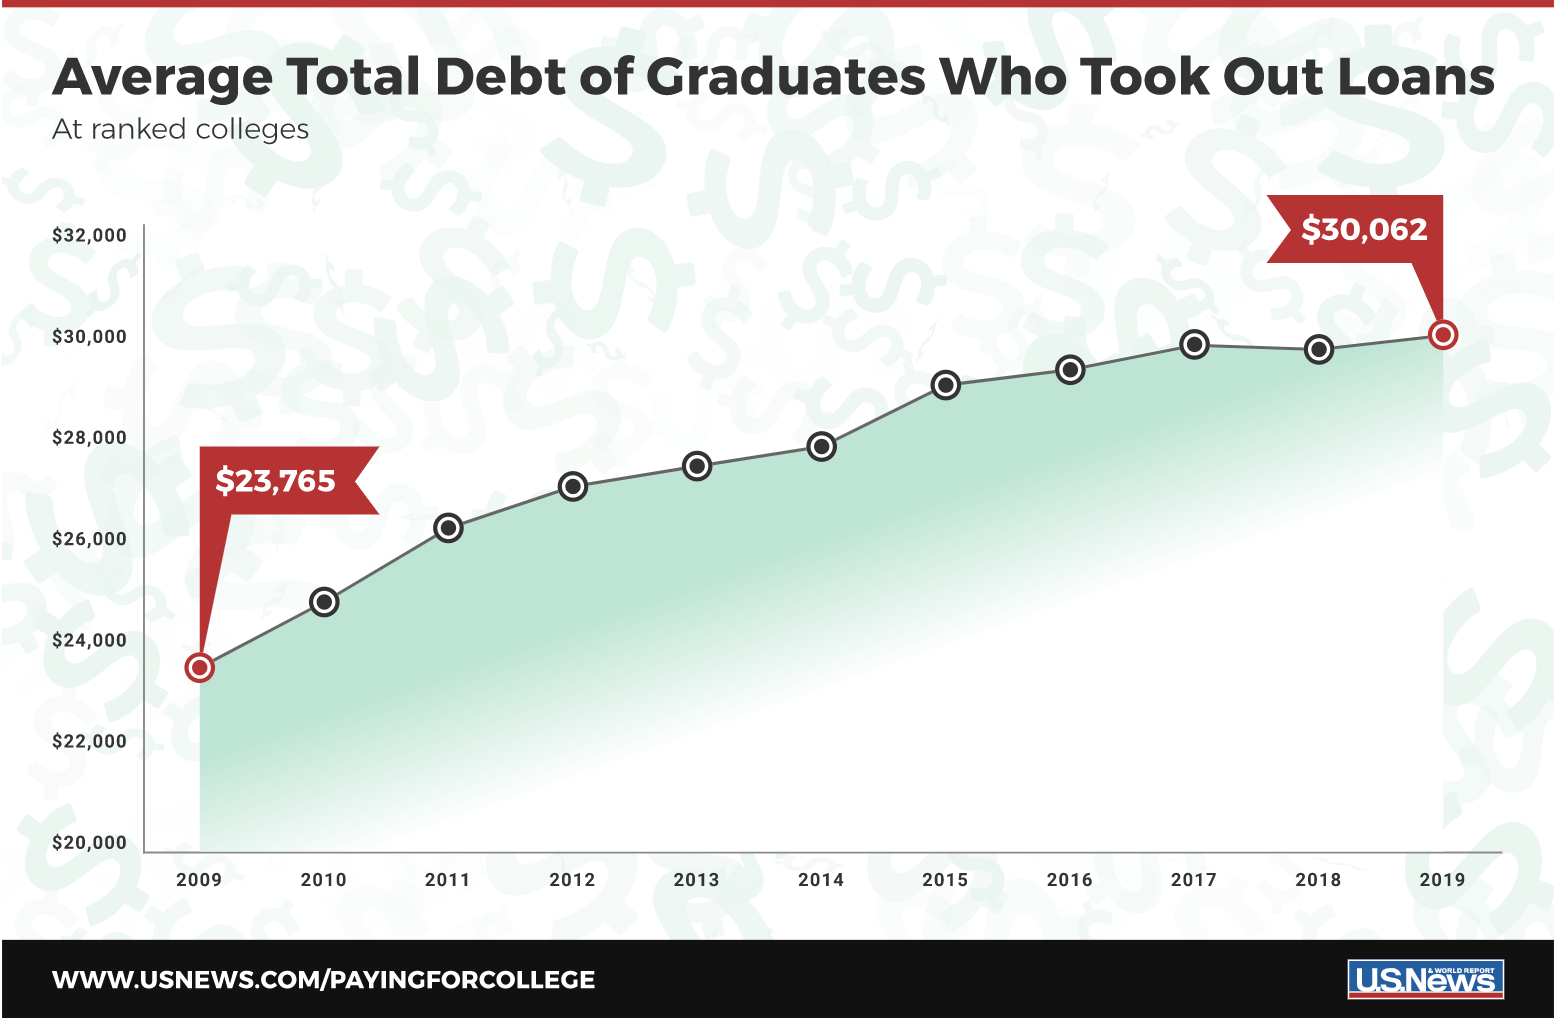 Average Total Debt of Graduates Who Took Out Loans
At ranked colleges
$32,000
$30,062
$30,000
$28,000
$23,765
$26,000
$24,000
$22,000
$20,000
2009 2010 2011 2012 2013 2014 2015 2016 2017 2018 2019
WWW.USNEWS.COM/PAYINGFORCOLLEGE
& WORLD REPORT
U.S.News